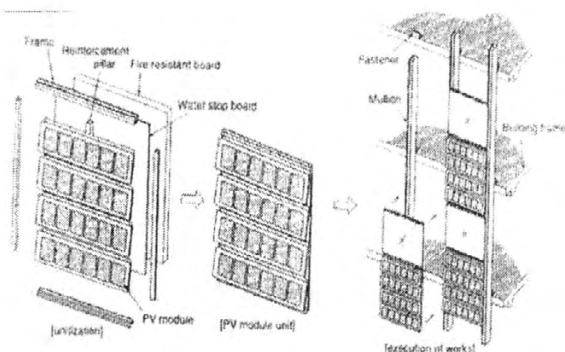 Frame
Reinforcement
pillar
Fire resistant board
Water stop board
PV module
[unitization]
[PV module unit]
Fastener
Mullion
Building frame
[execution of works]